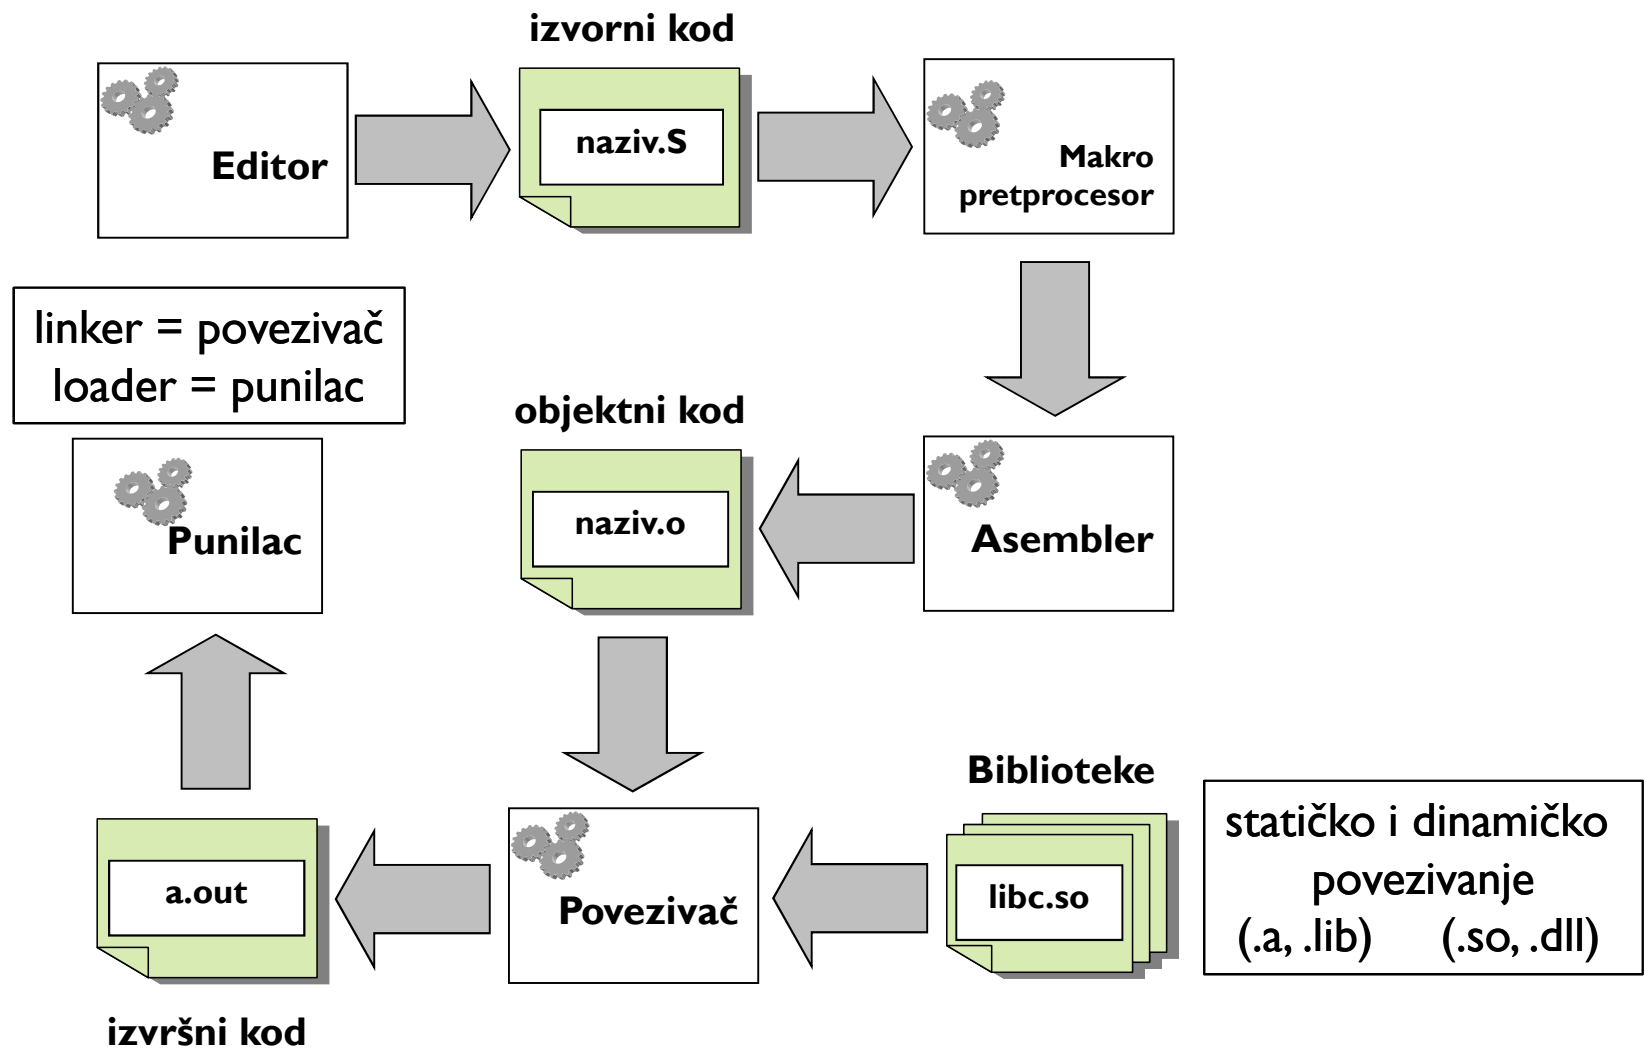 izvorni kod
Editor
naziv.S
Makro
pretprocesor
linker = povezivač
loader = punilac
objektni kod
Punilac
naziv.o
Asembler
Biblioteke
a.out
Povezivač
libc.so
statičko i dinamičko
povezivanje
(.a, .lib) (.so, .dll)
izvršni kod